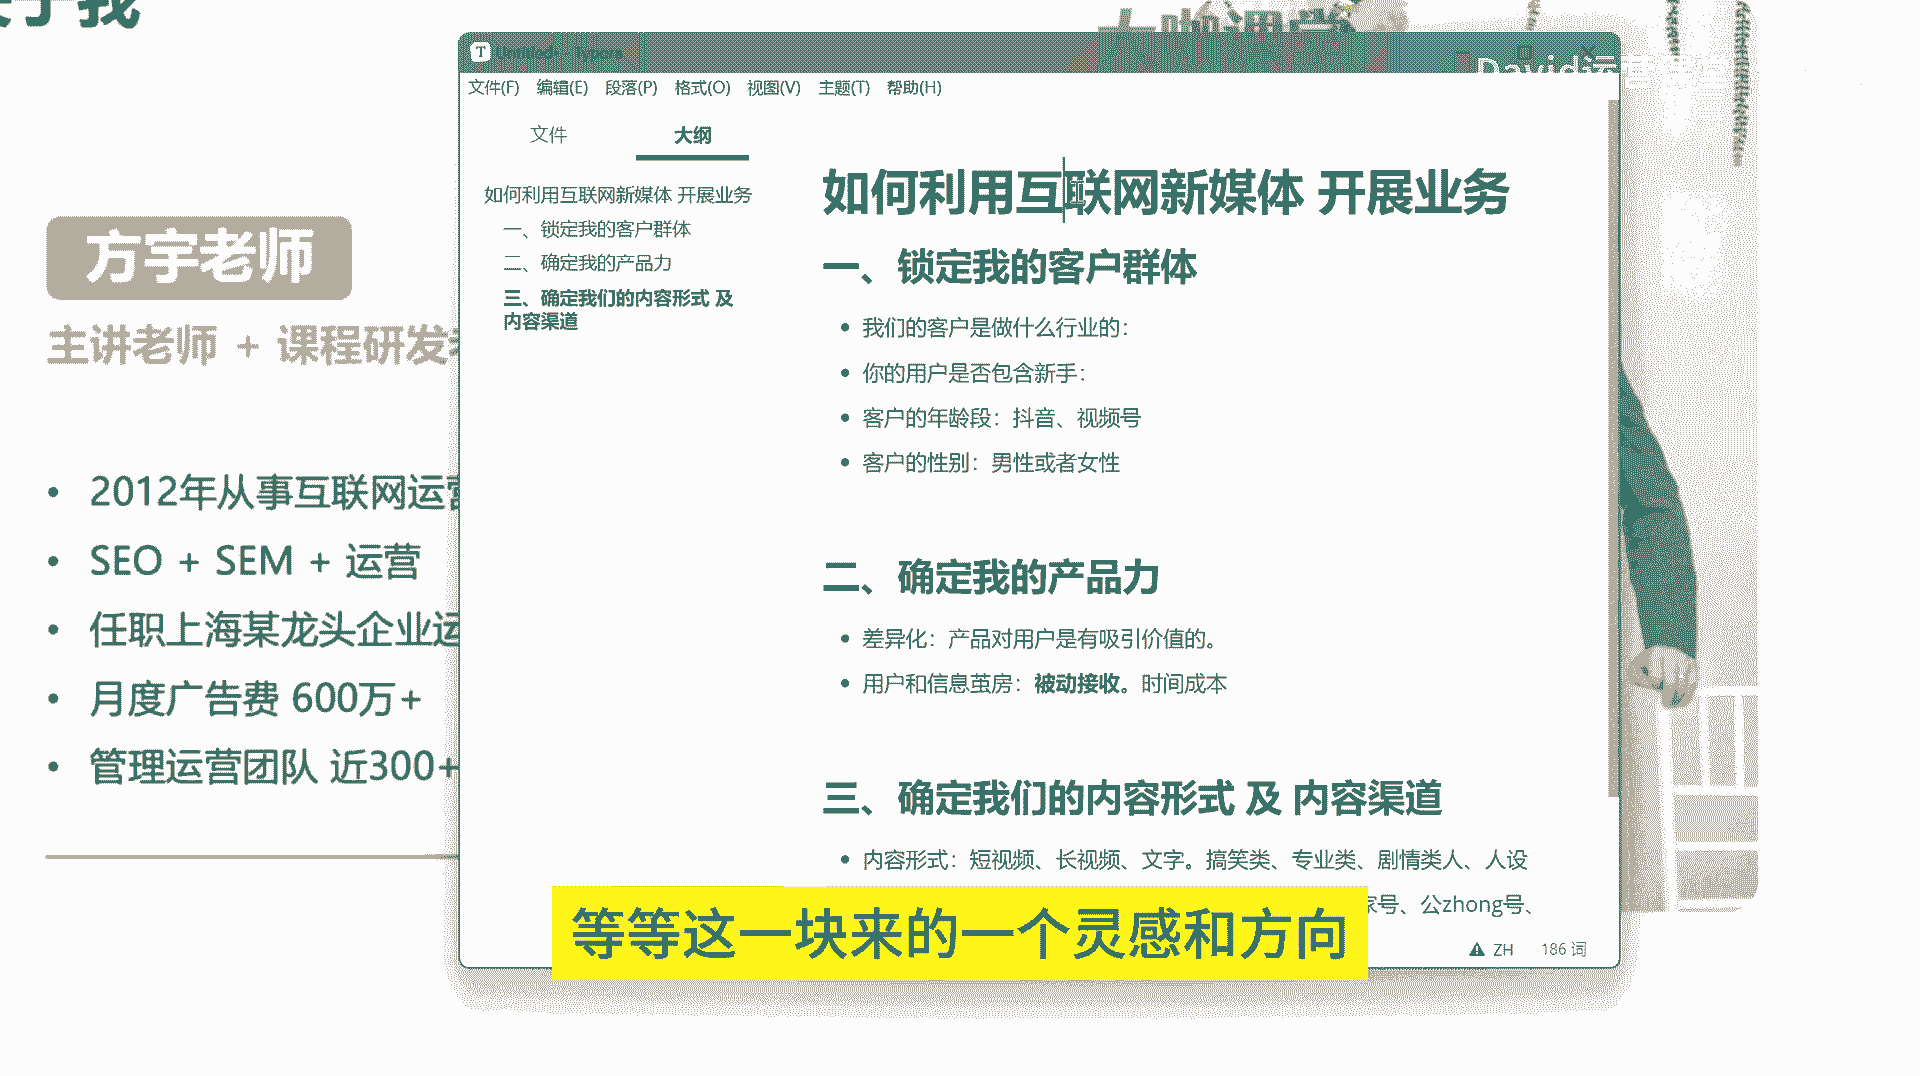 Untitled• - Typora
文件(F) 编辑(E) 段落(P) 格式(O) 视图(V) 主题(T) 帮助(H)
文件 大纲
如何利用互联网新媒体 开展业务
一、锁定我的客户群体
二、确定我的产品力
三、确定我们的内容形式 及
内容渠道
如何利用互联网新媒体 开展业务
一、锁定我的客户群体
• 我们的客户是做什么行业的：
• 你的用户是否包含新手：
• 客户的年龄段：抖音、视频号
• 客户的性别：男性或者女性
二、确定我的产品力
• 差异化：产品对用户是有吸引价值的。
• 用户和信息茧房：被动接收。时间成本
三、确定我们的内容形式 及 内容渠道
• 内容形式：短视频、长视频、文字。搞笑类、专业类、剧情类人、人设
家号、公zhong号、
ZH 186 词
方宇老师
主讲老师 + 课程研发
• 2012年从事互联网运营
• SEO + SEM + 运营
• 任职上海某龙头企业运
• 月度广告费 600万+
• 管理运营团队 近300+
等等这一块来的一个灵感和方向